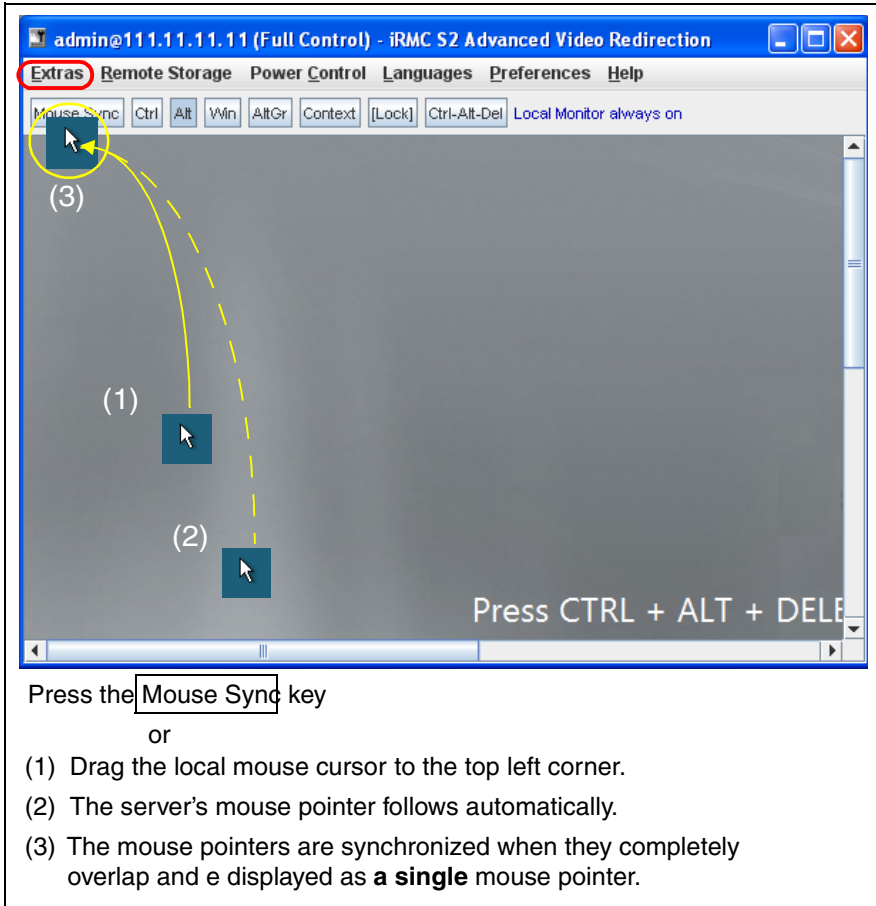 admin@111.11.11.11 (Full Control) - iRMC S2 Advanced Video Redirection
Extras Remote Storage Power Control Languages Preferences Help
Mouse Sync Ctrl Alt Win AltGr Context [Lock] Ctrl-Alt-Del Local Monitor always on
(3)
(1)
(2)
Press CTRL + ALT + DELE
Press the Mouse Sync key
or
(1) Drag the local mouse cursor to the top left corner.
(2) The server's mouse pointer follows automatically.
(3) The mouse pointers are synchronized when they completely
overlap and e displayed as a single mouse pointer.